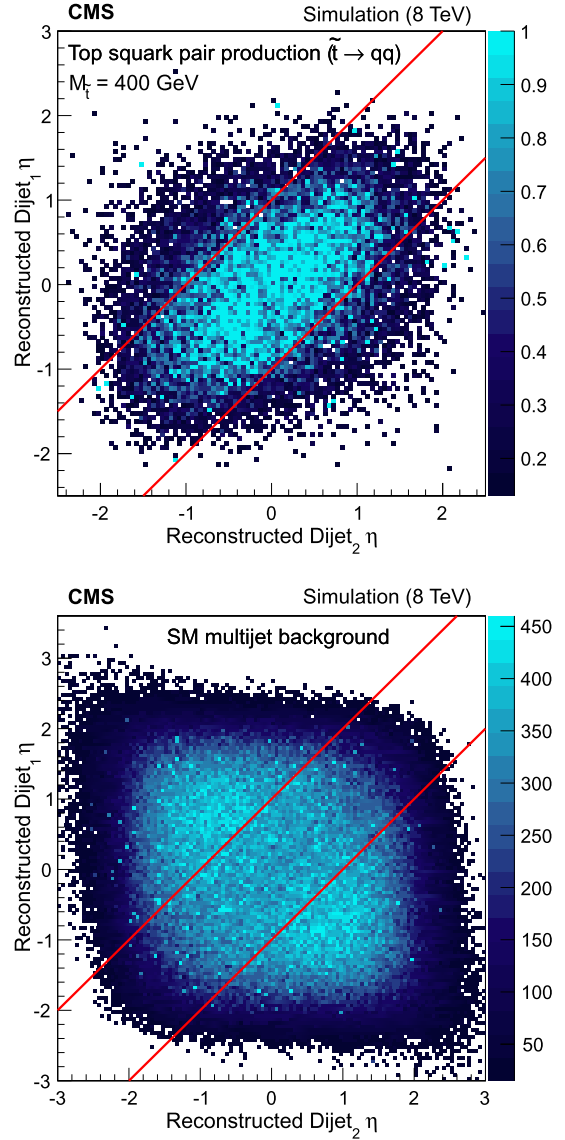 CMS Simulation (8 TeV)
Top squark pair production (t̃ → qq)
M_t̃ = 400 GeV
Reconstructed Dijet₁ η
3
2
1
0
-1
-2
-2 -1 0 1 2
Reconstructed Dijet₂ η
1
0.9
0.8
0.7
0.6
0.5
0.4
0.3
0.2
CMS Simulation (8 TeV)
SM multijet background
Reconstructed Dijet₁ η
3
2
1
0
-1
-2
-3
-3 -2 -1 0 1 2 3
Reconstructed Dijet₂ η
450
400
350
300
250
200
150
100
50